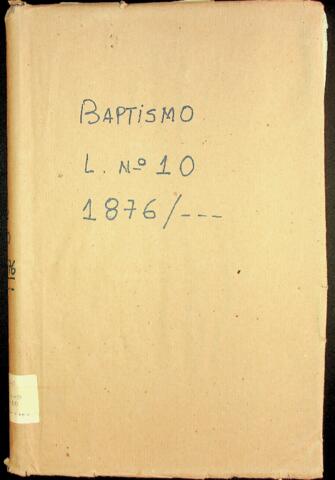 BAPTISMO
L. Nº 10
1876/---